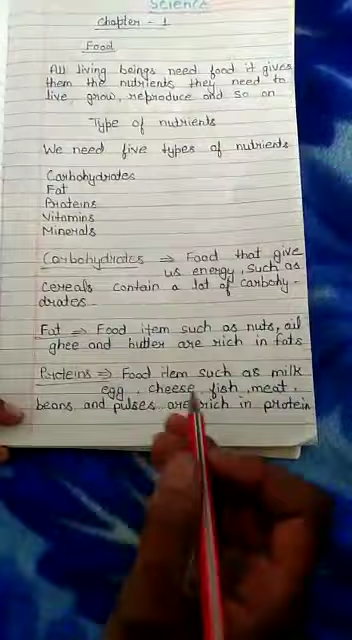 Science
Chapter - 1
Food
All living beings need food it gives
them the nutrients they need to
live, grow, reproduce and so on
Type of nutrients
We need five types of nutrients
Carbohydrates
Fat
Proteins
Vitamins
Minerals
Carbohydrates ⇒ Food that give
us energy, such as
cereals contain a lot of carbohy-
drates.
Fat ⇒ Food item such as nuts, oil
ghee and butter are rich in fats
Proteins ⇒ Food item such as milk
egg, cheese fish, meat,
beans and pulses are rich in protein